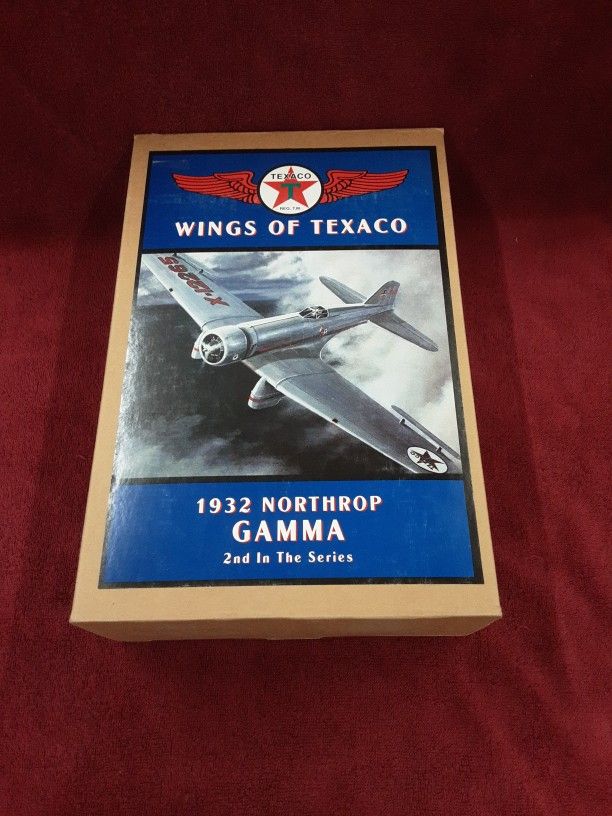 TEXACO
T
REG. T.M.
WINGS OF TEXACO
X-12265
1932 NORTHROP
GAMMA
2nd In The Series